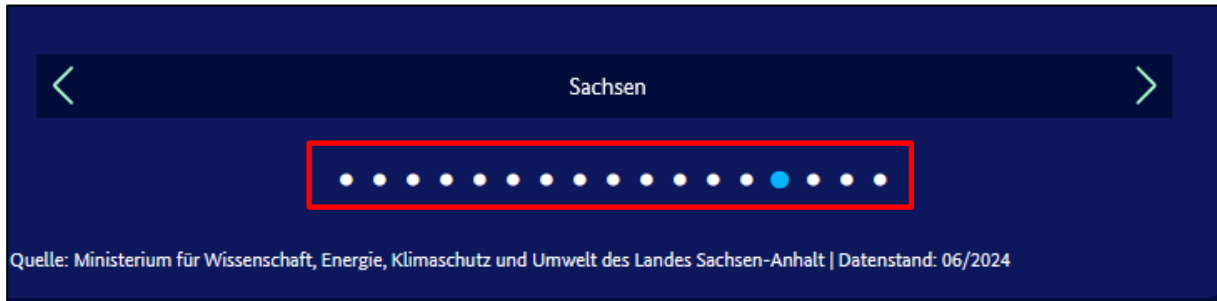 Sachsen
Quelle: Ministerium für Wissenschaft, Energie, Klimaschutz und Umwelt des Landes Sachsen-Anhalt | Datenstand: 06/2024